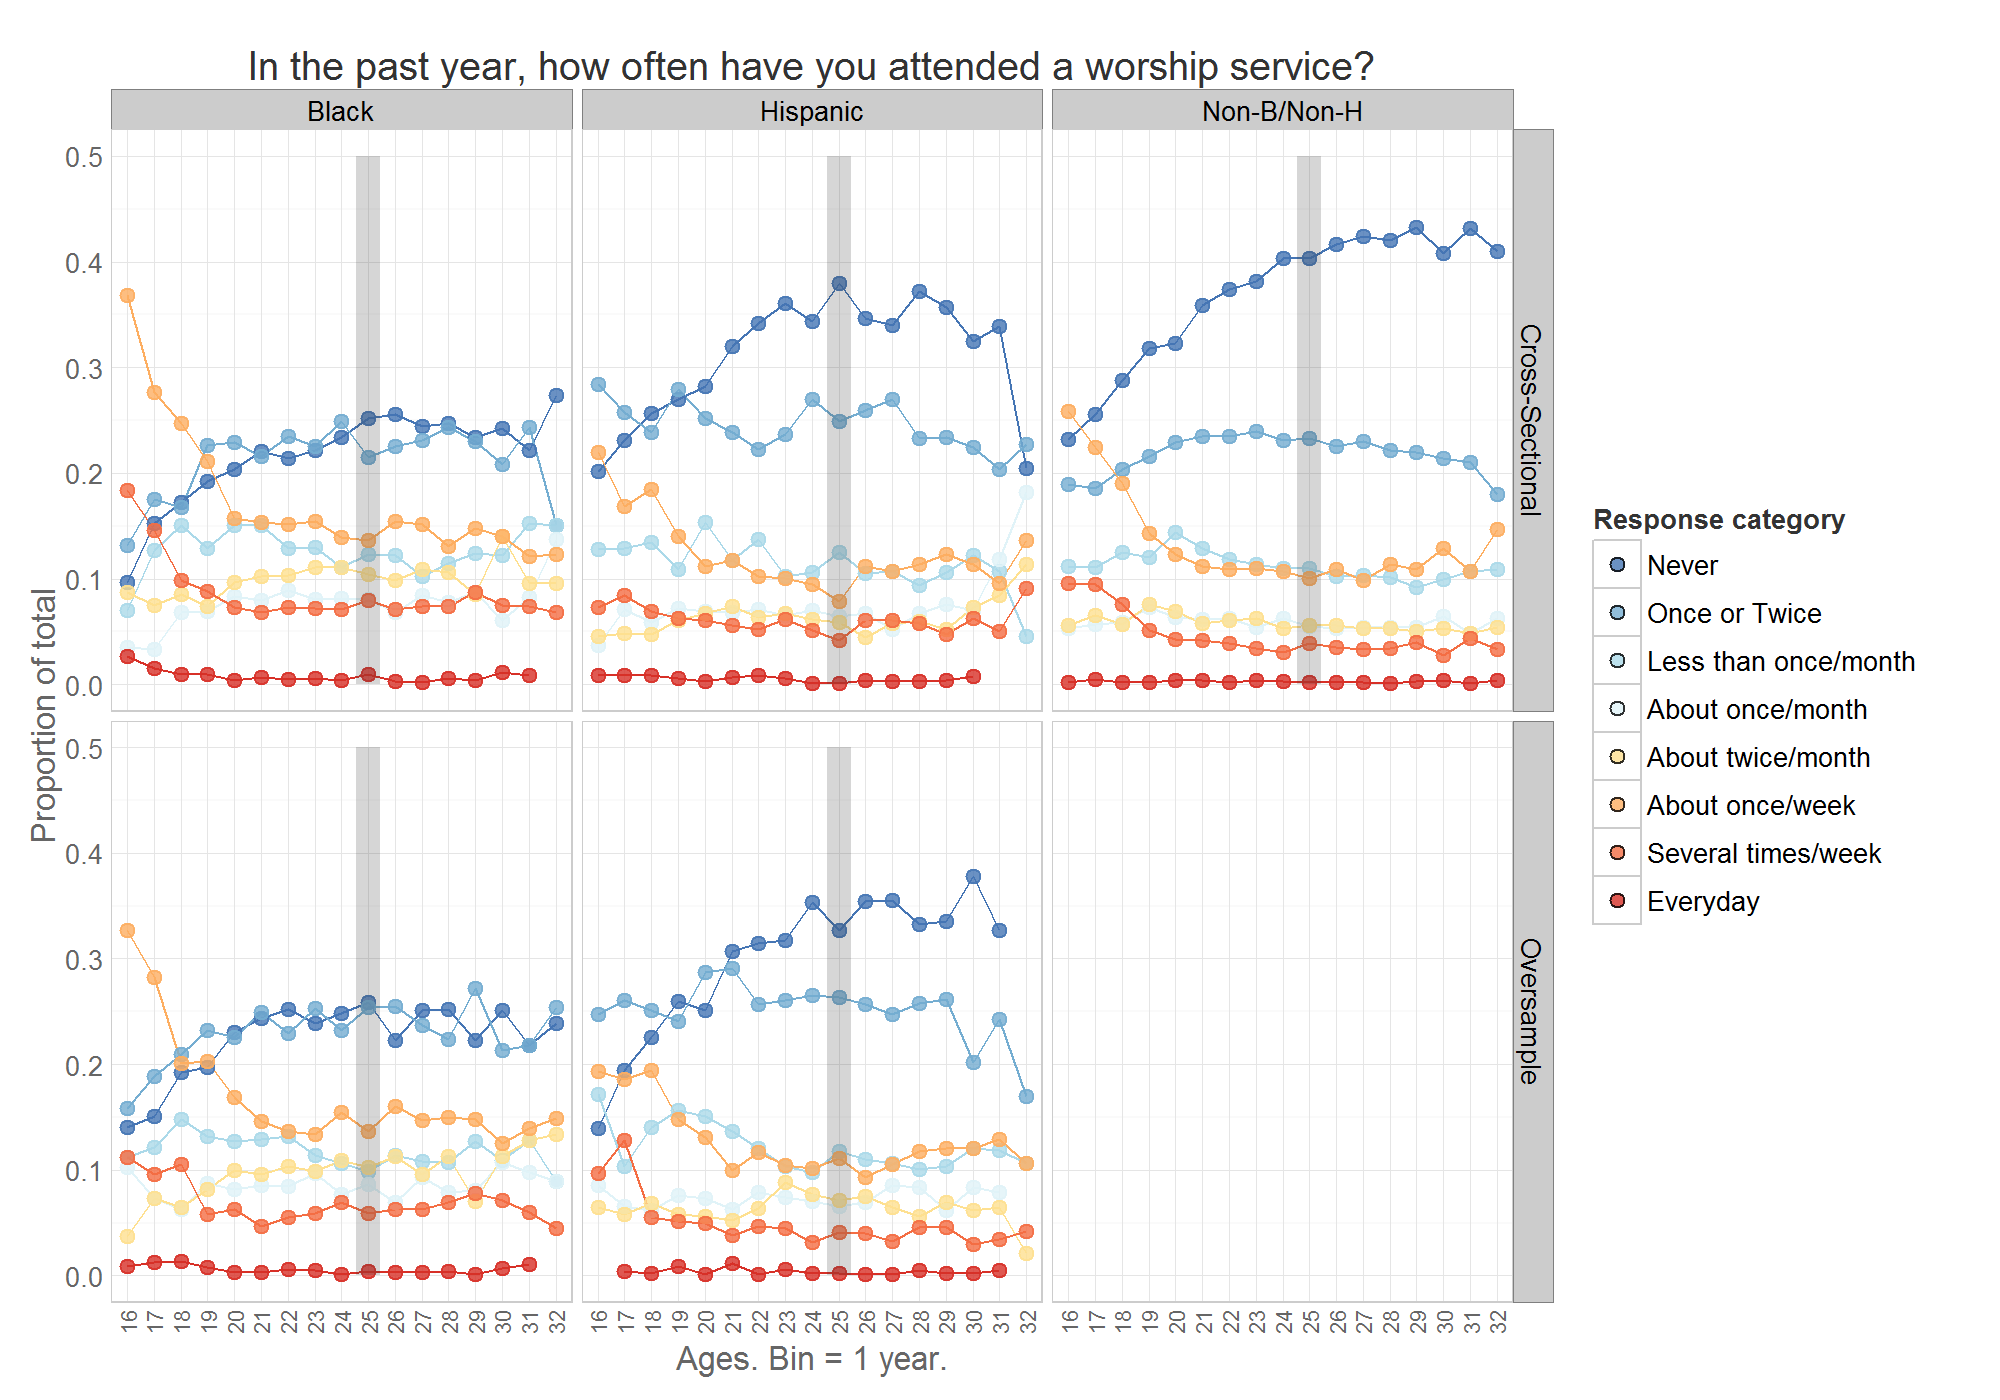 In the past year, how often have you attended a worship service?
Black
Hispanic
Non-B/Non-H
0.5
0.4
0.3
0.2
0.1
0.0
Cross-Sectional
Proportion of total
0.5
0.4
0.3
0.2
0.1
0.0
Oversample
16 17 18 19 20 21 22 23 24 25 26 27 28 29 30 31 32
16 17 18 19 20 21 22 23 24 25 26 27 28 29 30 31 32
16 17 18 19 20 21 22 23 24 25 26 27 28 29 30 31 32
Ages. Bin = 1 year.
Response category
Never
Once or Twice
Less than once/month
About once/month
About twice/month
About once/week
Several times/week
Everyday